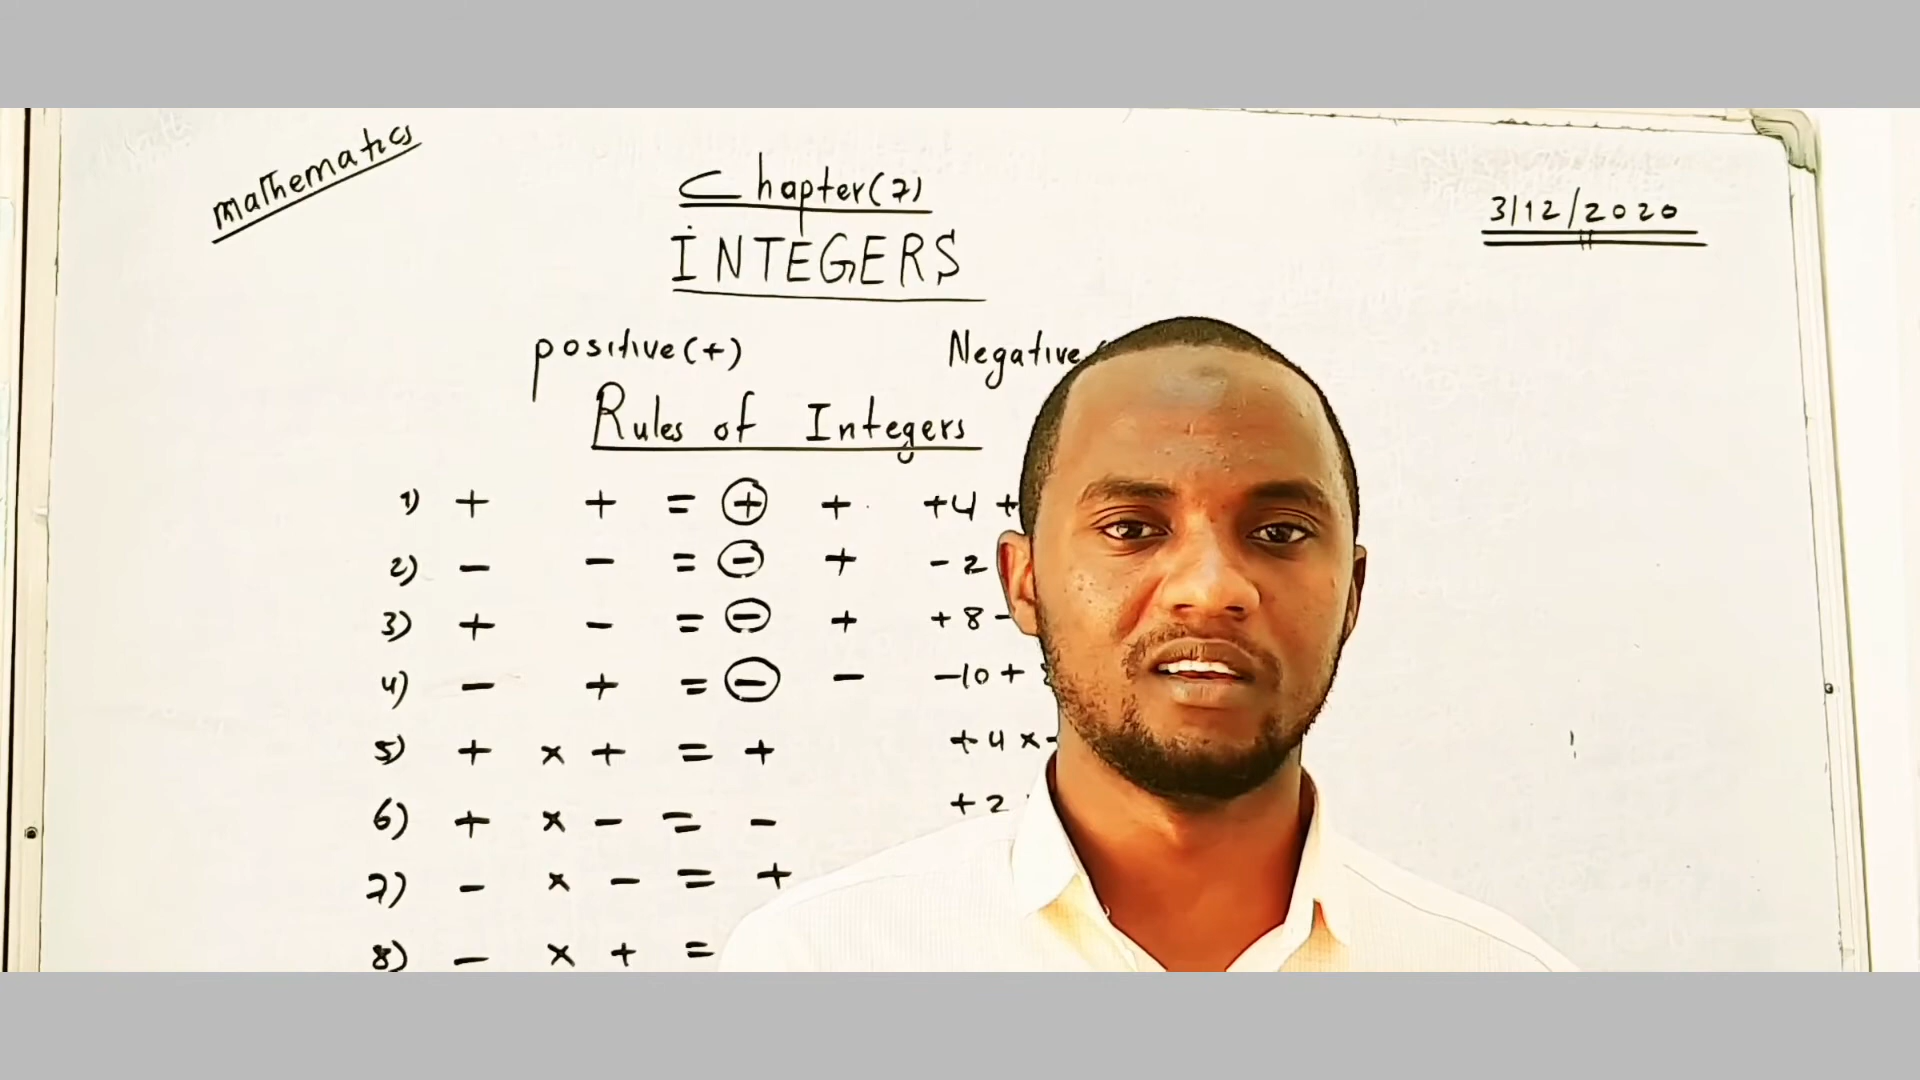 mathematics
Chapter(7)
3/12/2020
INTEGERS
positive(+) Negative
Rules of Integers
1) + + = + + +4 +
2) - - = - + - 2
3) + - = - + + 8 -
4) - + = - - -10 +
5) + x + = + + 4 x
6) + x - = - + 2
7) - x - = +
8) - x + =